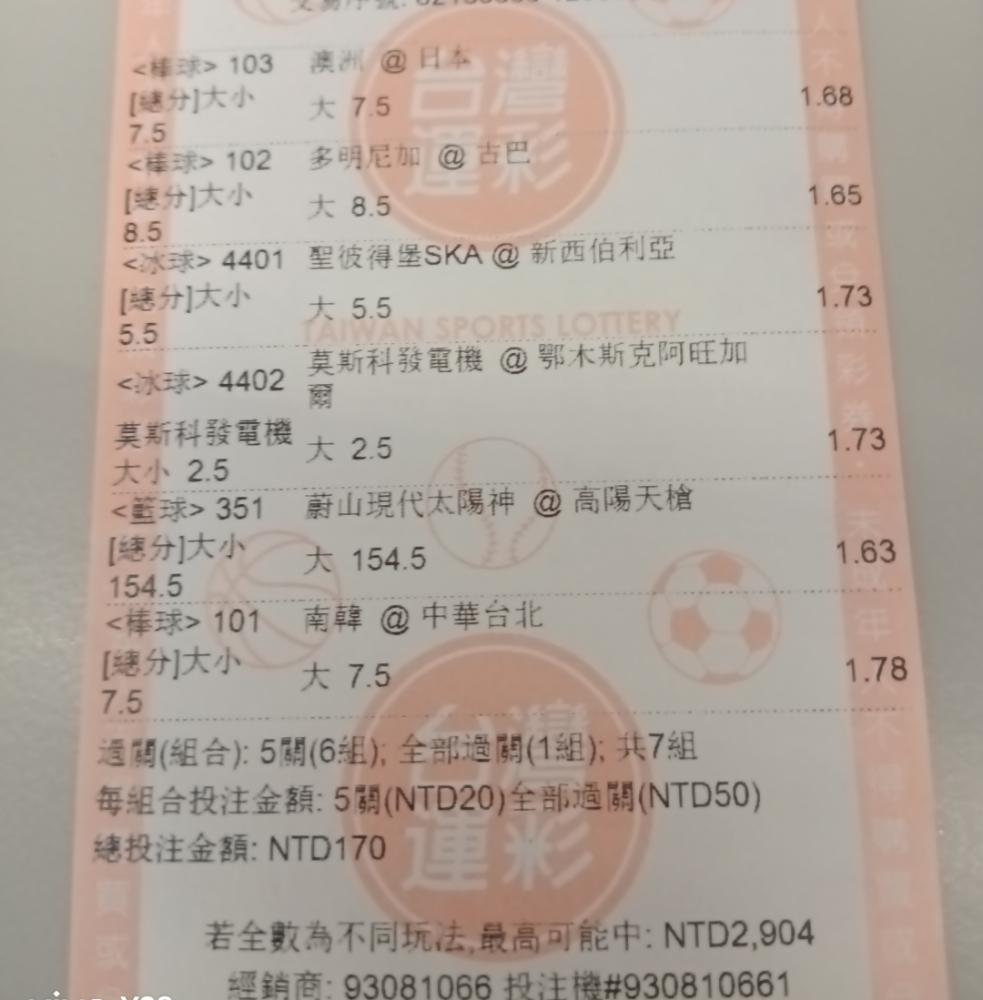 交易序號:
<棒球> 103 澳洲 @ 日本
[總分]大小 大 7.5 1.68
7.5
<棒球> 102 多明尼加 @ 古巴
[總分]大小 大 8.5 1.65
8.5
<冰球> 4401 聖彼得堡SKA @ 新西伯利亞
[總分]大小 大 5.5 1.73
5.5
TAIWAN SPORTS LOTTERY
<冰球> 4402 莫斯科發電機 @ 鄂木斯克阿旺加
爾
莫斯科發電機 大 2.5 1.73
大小 2.5
<籃球> 351 蔚山現代太陽神 @ 高陽天槍
[總分]大小 大 154.5 1.63
154.5
<棒球> 101 南韓 @ 中華台北
[總分]大小 大 7.5 1.78
7.5
過關(組合): 5關(6組); 全部過關(1組); 共7組
每組合投注金額: 5關(NTD20)全部過關(NTD50)
總投注金額: NTD170
若全數為不同玩法,最高可能中: NTD2,904
經銷商: 93081066 投注機#930810661
台灣
運彩
台灣
運彩